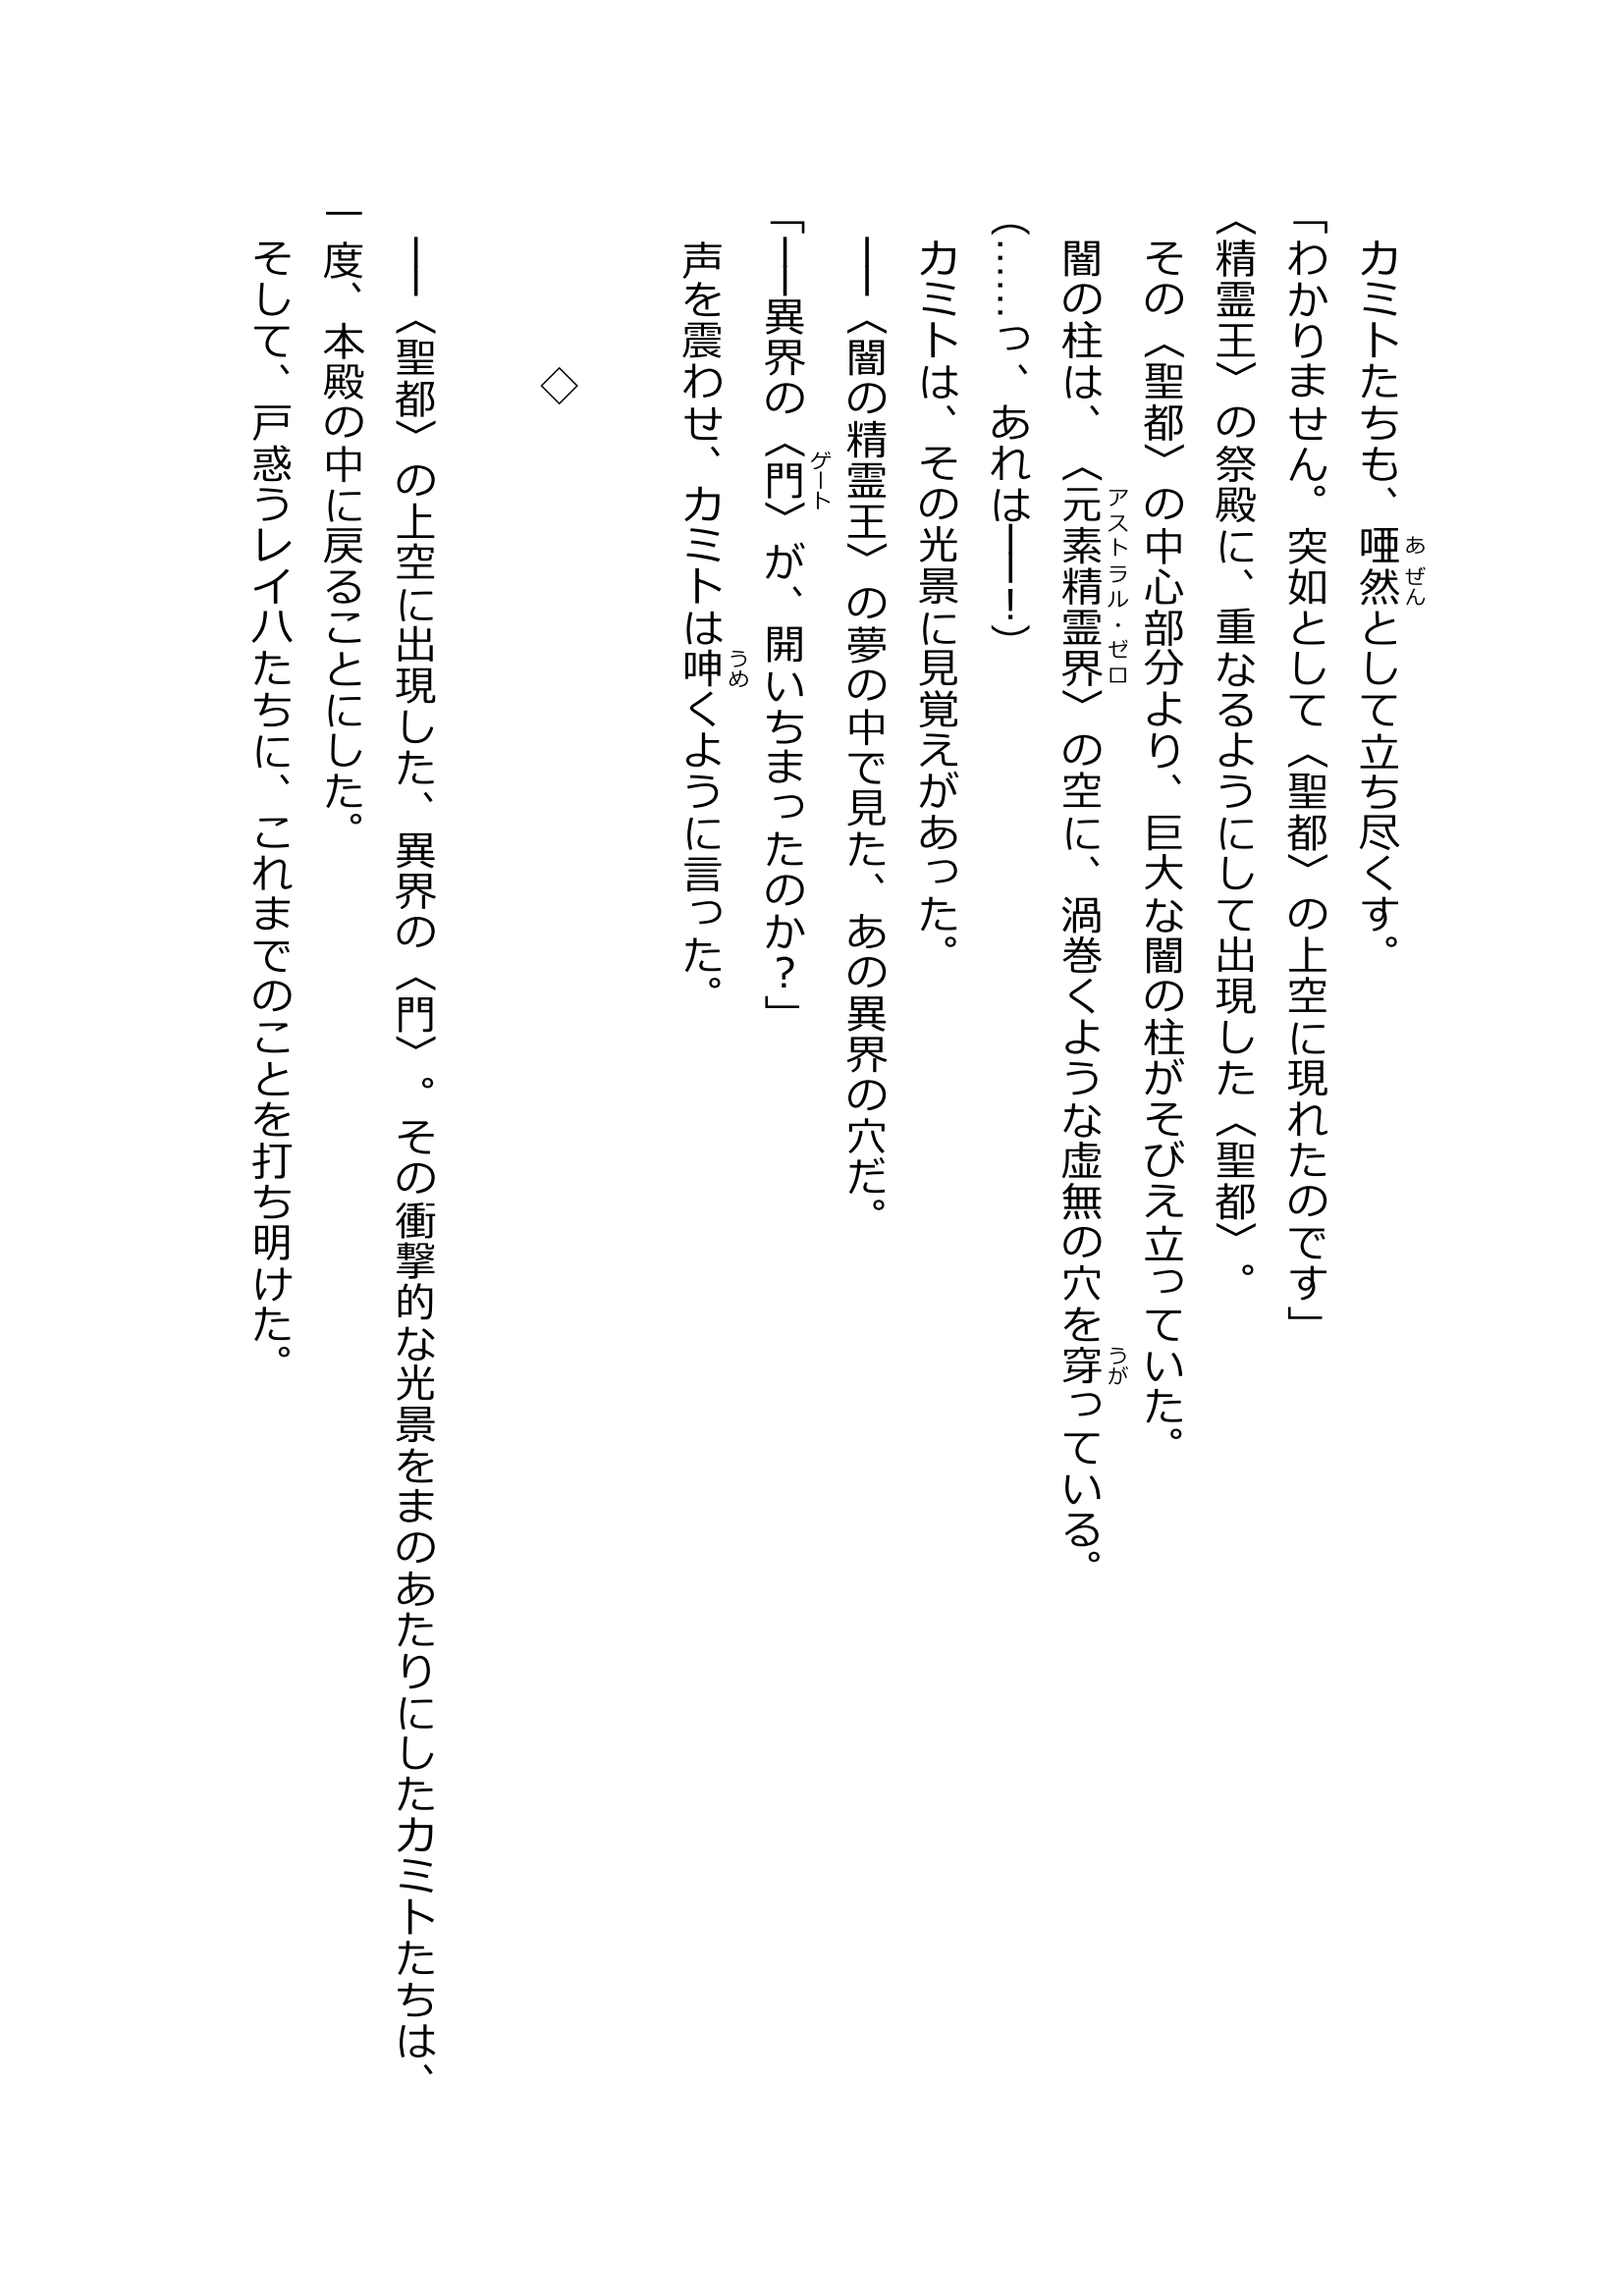 カミトたちも、唖然として立ち尽くす。
「わかりません。突如として〈聖都〉の上空に現れたのです」
〈精霊王〉の祭殿に、重なるようにして出現した〈聖都〉。
その〈聖都〉の中心部分より、巨大な闇の柱がそびえ立っていた。
闇の柱は、〈元素精霊界〉の空に、渦巻くような虚無の穴を穿っている。
(……っ、あれは――!)
カミトは、その光景に見覚えがあった。
――〈闇の精霊王〉の夢の中で見た、あの異界の穴だ。
「――異界の〈門〉が、開いちまったのか?」
声を震わせ、カミトは呻くように言った。
◇
――〈聖都〉の上空に出現した、異界の〈門〉。その衝撃的な光景をまのあたりにしたカミトたちは、
一度、本殿の中に戻ることにした。
そして、戸惑うレイハたちに、これまでのことを打ち明けた。